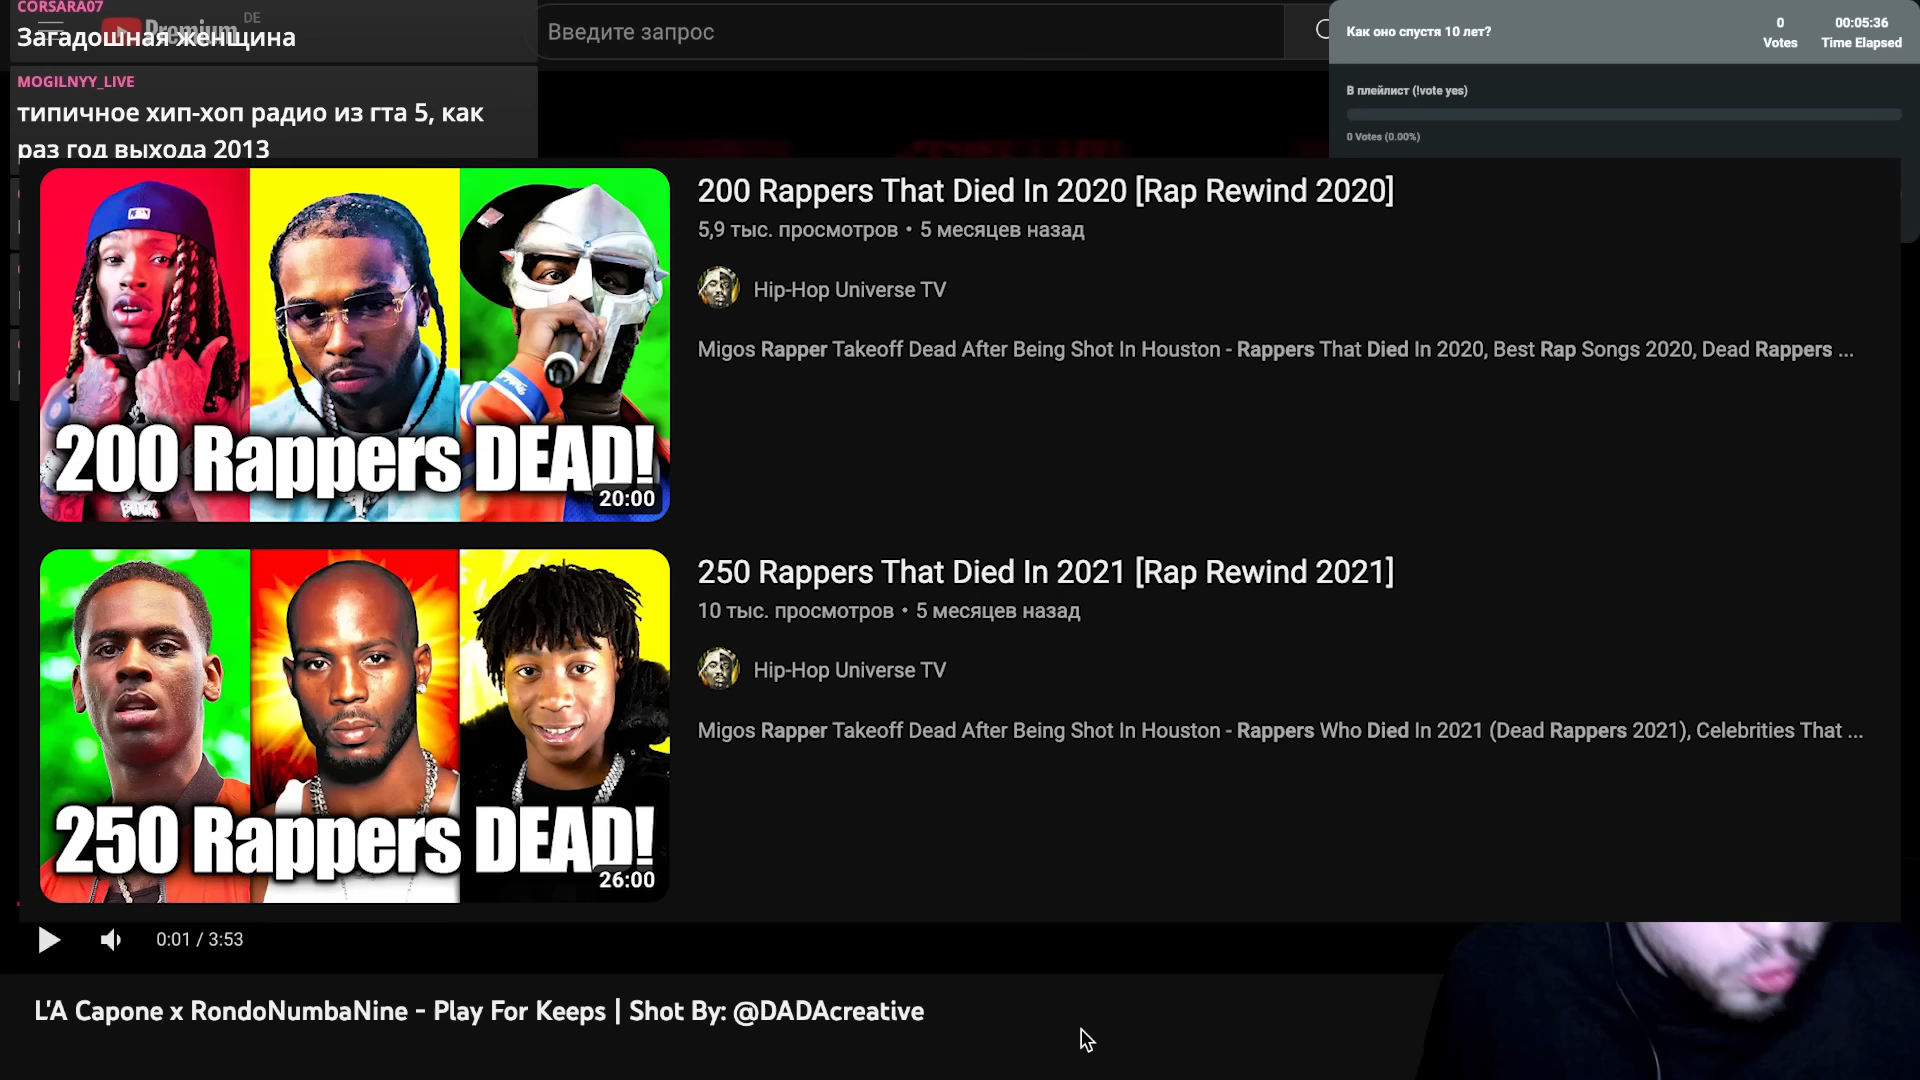 CORSARA07
Загадошная женщина
Premium
DE
Введите запрос
Как оно спустя 10 лет?
0
Votes
00:05:36
Time Elapsed
MOGILNYY_LIVE
типичное хип-хоп радио из гта 5, как
раз год выхода 2013
В плейлист (!vote yes)
0 Votes (0.00%)
200 Rappers DEAD!
20:00
200 Rappers That Died In 2020 [Rap Rewind 2020]
5,9 тыс. просмотров • 5 месяцев назад
Hip-Hop Universe TV
Migos Rapper Takeoff Dead After Being Shot In Houston - Rappers That Died In 2020, Best Rap Songs 2020, Dead Rappers ...
250 Rappers DEAD!
26:00
250 Rappers That Died In 2021 [Rap Rewind 2021]
10 тыс. просмотров • 5 месяцев назад
Hip-Hop Universe TV
Migos Rapper Takeoff Dead After Being Shot In Houston - Rappers Who Died In 2021 (Dead Rappers 2021), Celebrities That ...
0:01 / 3:53
L'A Capone x RondoNumbaNine - Play For Keeps | Shot By: @DADAcreative